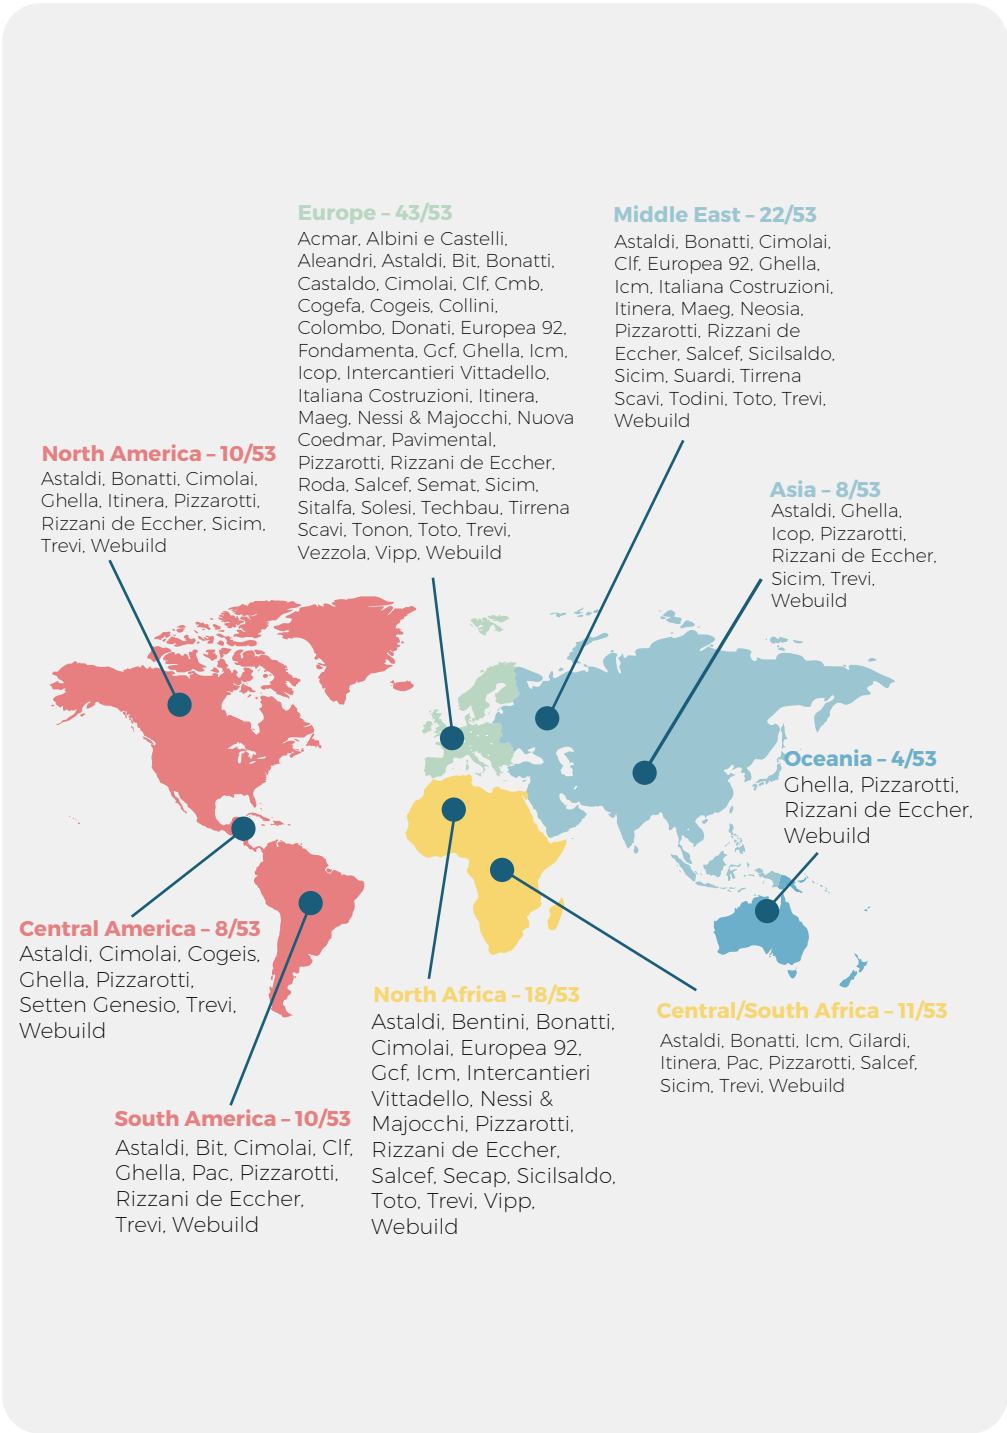 Europe – 43/53
Acmar, Albini e Castelli,
Aleandri, Astaldi, Bit, Bonatti,
Castaldo, Cimolai, Clf, Cmb,
Cogefa, Cogeis, Collini,
Colombo, Donati, Europea 92,
Fondamenta, Gcf, Ghella, Icm,
Icop, Intercantieri Vittadello,
Italiana Costruzioni, Itinera,
Maeg, Nessi & Majocchi, Nuova
Coedmar, Pavimental,
Pizzarotti, Rizzani de Eccher,
Roda, Salcef, Semat, Sicim,
Sitalfa, Solesi, Techbau, Tirrena
Scavi, Tonon, Toto, Trevi,
Vezzola, Vipp, Webuild
Middle East – 22/53
Astaldi, Bonatti, Cimolai,
Clf, Europea 92, Ghella,
Icm, Italiana Costruzioni,
Itinera, Maeg, Neosia,
Pizzarotti, Rizzani de
Eccher, Salcef, Sicilsaldo,
Sicim, Suardi, Tirrena
Scavi, Todini, Toto, Trevi,
Webuild
North America – 10/53
Astaldi, Bonatti, Cimolai,
Ghella, Itinera, Pizzarotti,
Rizzani de Eccher, Sicim,
Trevi, Webuild
Asia – 8/53
Astaldi, Ghella,
Icop, Pizzarotti,
Rizzani de Eccher,
Sicim, Trevi,
Webuild
Oceania – 4/53
Ghella, Pizzarotti,
Rizzani de Eccher,
Webuild
Central America – 8/53
Astaldi, Cimolai, Cogeis,
Ghella, Pizzarotti,
Setten Genesio, Trevi,
Webuild
North Africa – 18/53
Astaldi, Bentini, Bonatti,
Cimolai, Europea 92,
Gcf, Icm, Intercantieri
Vittadello, Nessi &
Majocchi, Pizzarotti,
Rizzani de Eccher,
Salcef, Secap, Sicilsaldo,
Toto, Trevi, Vipp,
Webuild
Central/South Africa – 11/53
Astaldi, Bonatti, Icm, Gilardi,
Itinera, Pac, Pizzarotti, Salcef,
Sicim, Trevi, Webuild
South America – 10/53
Astaldi, Bit, Cimolai, Clf,
Ghella, Pac, Pizzarotti,
Rizzani de Eccher,
Trevi, Webuild